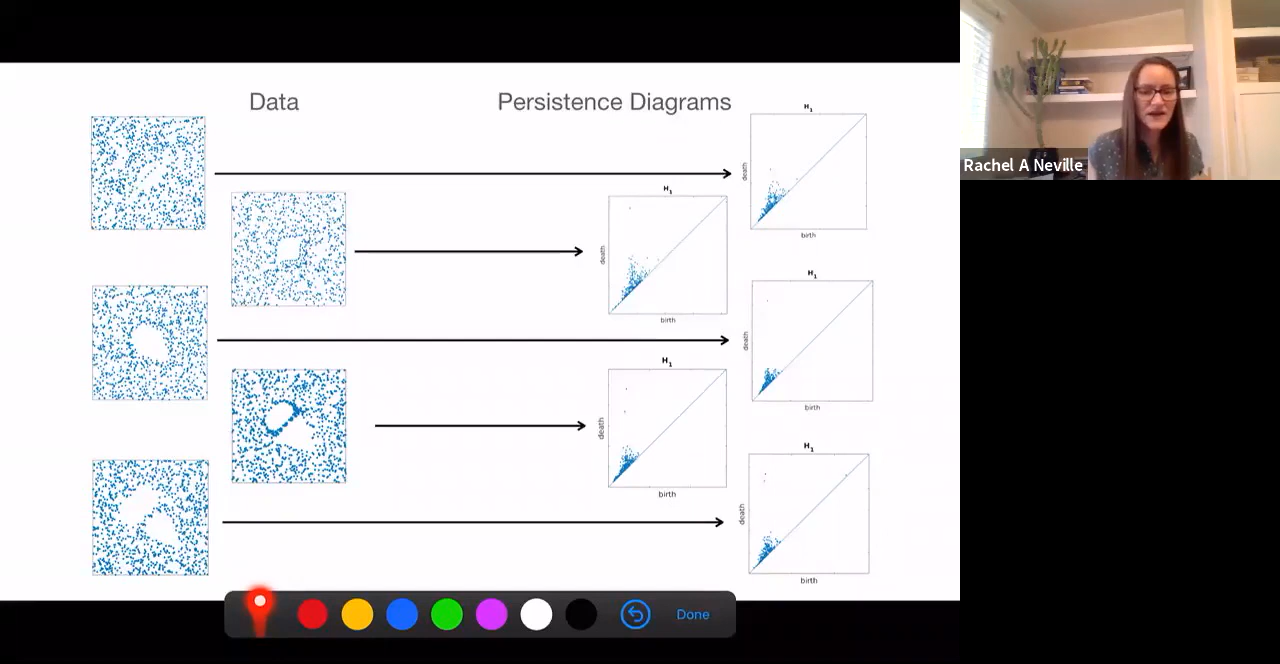 Data
Persistence Diagrams
H1
death
birth
H1
death
birth
H1
death
birth
H1
death
birth
H1
death
birth
Done
Rachel A Neville